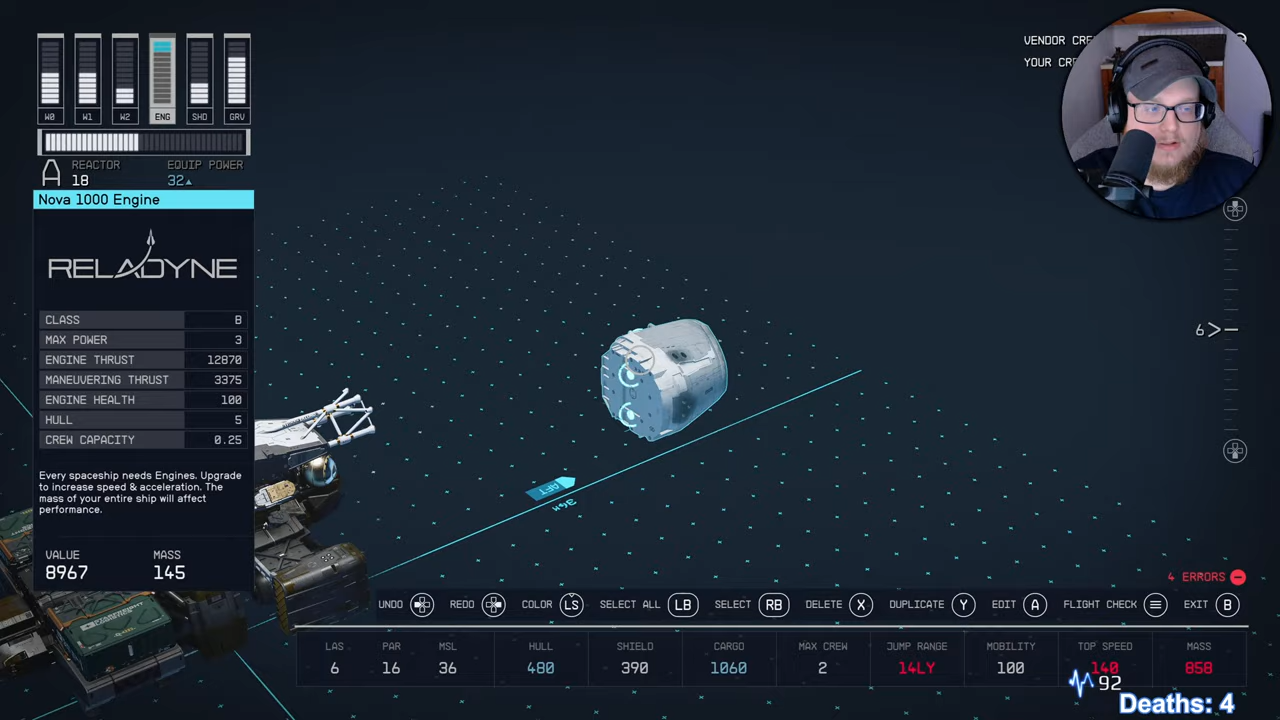 VENDOR CRE
YOUR CRE
W0 W1 W2 ENG SHD GRV
A REACTOR 18 EQUIP POWER 32
Nova 1000 Engine
RELADYNE
CLASS B
MAX POWER 3
ENGINE THRUST 12870
MANEUVERING THRUST 3375
ENGINE HEALTH 100
HULL 5
CREW CAPACITY 0.25
Every spaceship needs Engines. Upgrade
to increase speed & acceleration. The
mass of your entire ship will affect
performance.
VALUE MASS
8967 145
6
AFT
4 ERRORS
UNDO REDO COLOR LS SELECT ALL LB SELECT RB DELETE X DUPLICATE Y EDIT A FLIGHT CHECK EXIT B
LAS PAR MSL HULL SHIELD CARGO MAX CREW JUMP RANGE MOBILITY TOP SPEED MASS
6 16 36 480 390 1060 2 14LY 100 140 858
92
Deaths: 4